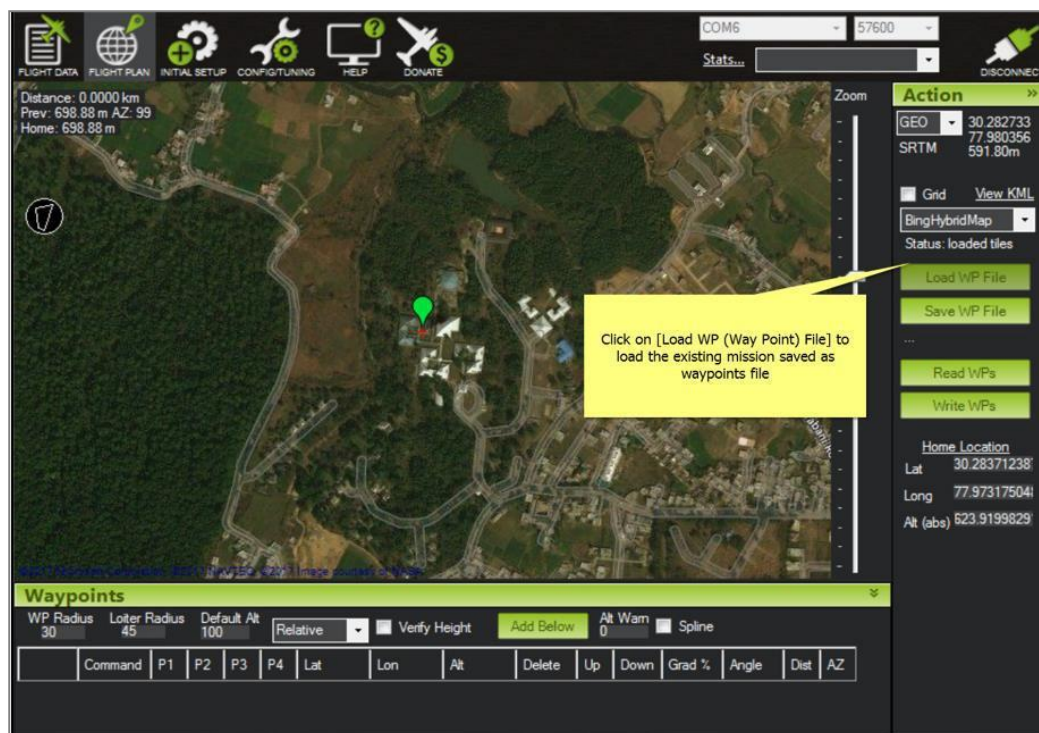 COM6
57600
Stats...
FLIGHT DATA
FLIGHT PLAN
INITIAL SETUP
CONFIG/TUNING
HELP
DONATE
DISCONNECT
Distance: 0.0000 km
Prev: 698.88 m AZ: 99
Home: 698.88 m
Zoom
Action
GEO
30.282733
77.980356
SRTM
591.80m
Grid
View KML
BingHybridMap
Status: loaded tiles
Load WP File
Save WP File
...
Read WPs
Write WPs
Home Location
Lat
30.28371238
Long
77.97317504
Alt (abs)
623.9199829
Click on [Load WP (Way Point) File] to
load the existing mission saved as
waypoints file
Waypoints
WP Radius
30
Loiter Radius
45
Default Alt
100
Relative
Verify Height
Add Below
Alt Warn
0
Spline
Command P1 P2 P3 P4 Lat Lon Alt Delete Up Down Grad % Angle Dist AZ